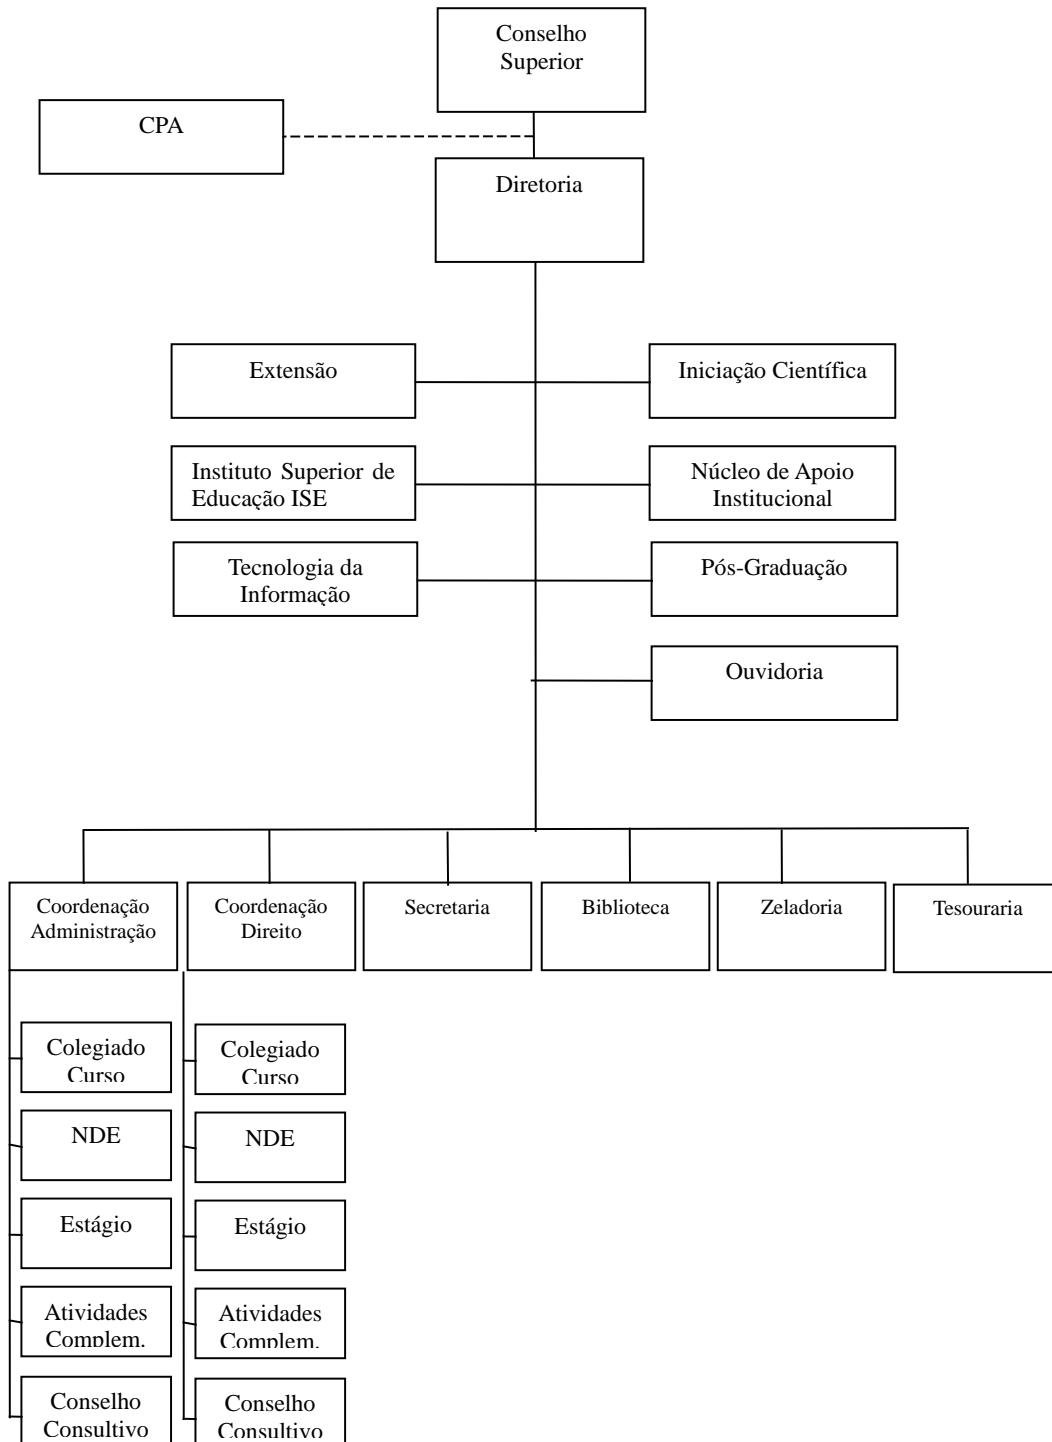 Conselho
Superior
CPA
Diretoria
Extensão
Iniciação Científica
Instituto Superior de
Educação ISE
Núcleo de Apoio
Institucional
Tecnologia da
Informação
Pós-Graduação
Ouvidoria
Coordenação
Administração
Coordenação
Direito
Secretaria
Biblioteca
Zeladoria
Tesouraria
Colegiado
Curso
Colegiado
Curso
NDE
NDE
Estágio
Estágio
Atividades
Complem.
Atividades
Complem.
Conselho
Consultivo
Conselho
Consultivo